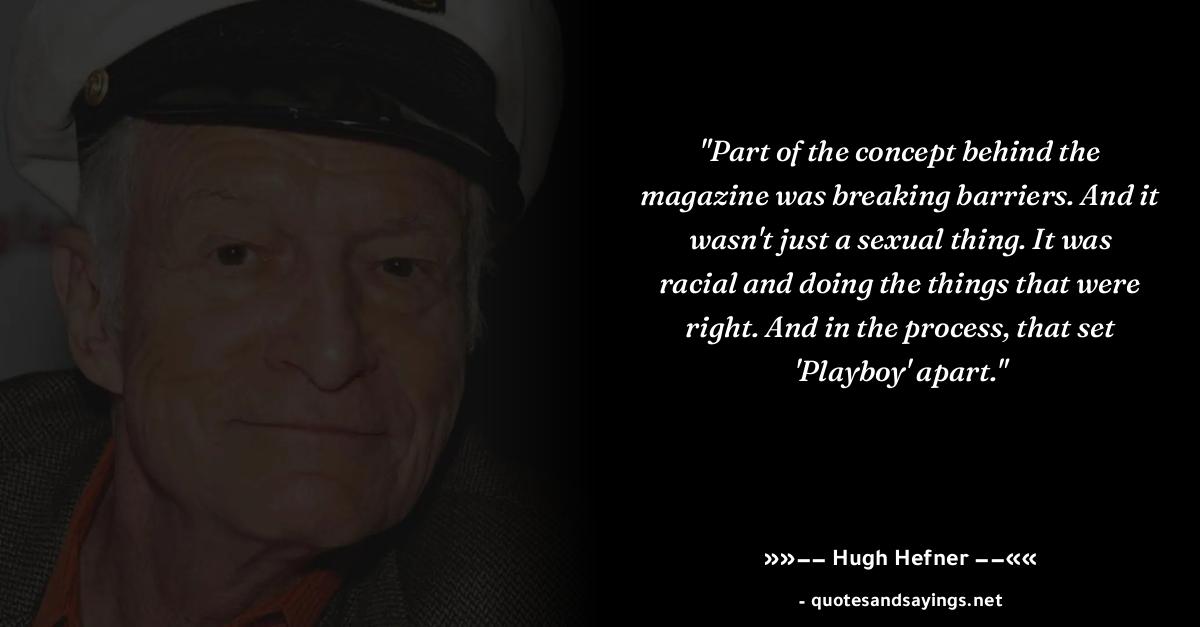 "Part of the concept behind the
magazine was breaking barriers. And it
wasn't just a sexual thing. It was
racial and doing the things that were
right. And in the process, that set
'Playboy' apart."
»»–– Hugh Hefner ––««
- quotesandsayings.net